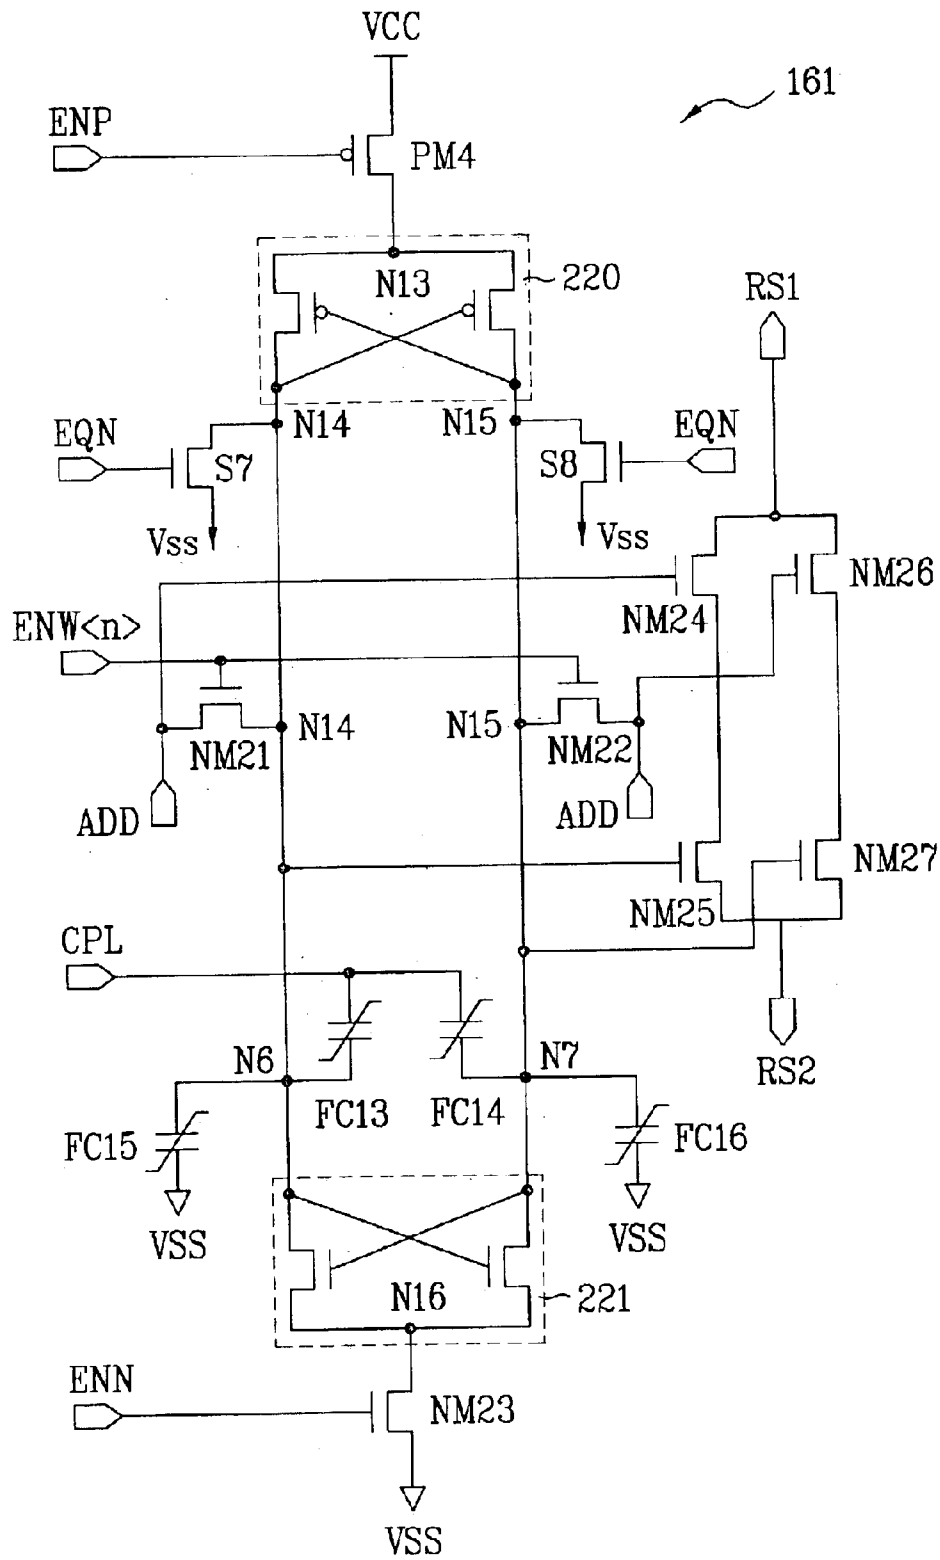 VCC
161
ENP
PM4
N13
220
RS1
N14
N15
EQN
EQN
S7
S8
Vss
Vss
NM24
NM26
ENW<n>
N14
N15
NM21
NM22
ADD
ADD
NM25
NM27
CPL
N6
N7
RS2
FC13
FC14
FC15
FC16
VSS
VSS
N16
221
ENN
NM23
VSS